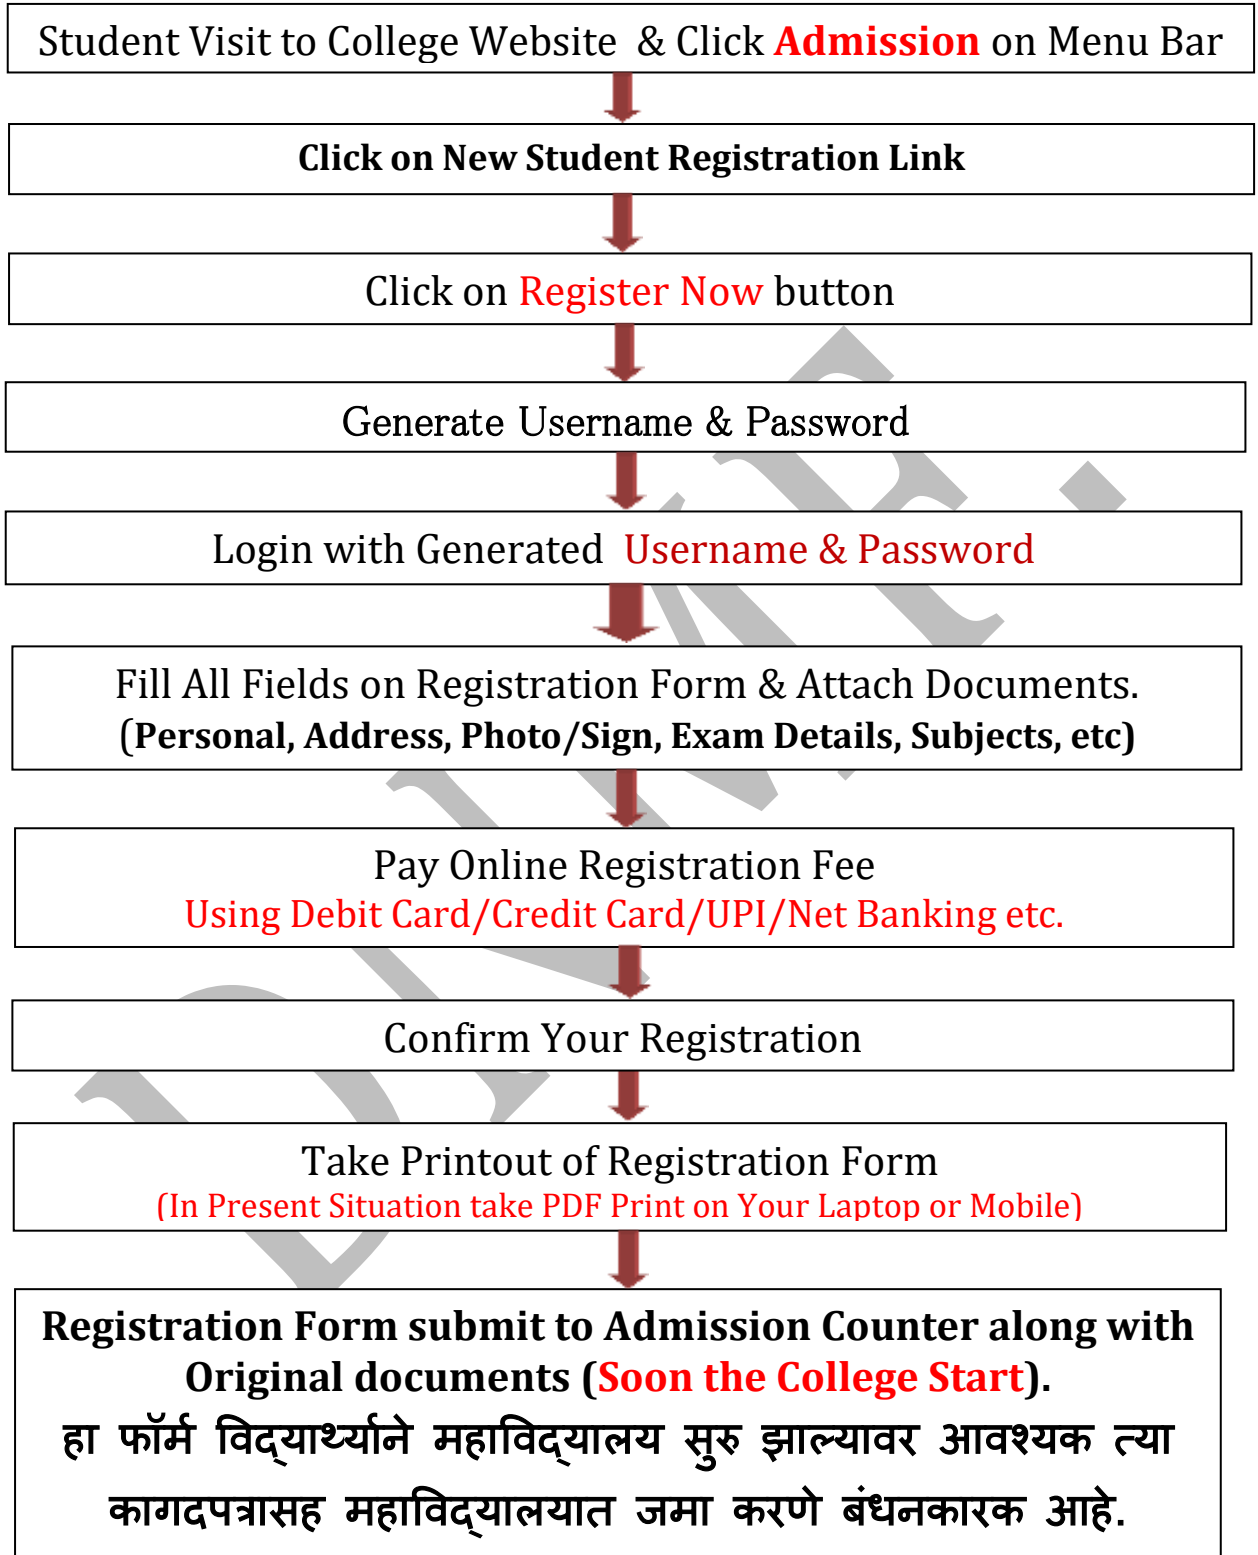 Student Visit to College Website & Click Admission on Menu Bar
Click on New Student Registration Link
Click on Register Now button
Generate Username & Password
Login with Generated Username & Password
Fill All Fields on Registration Form & Attach Documents.
(Personal, Address, Photo/Sign, Exam Details, Subjects, etc)
Pay Online Registration Fee
Using Debit Card/Credit Card/UPI/Net Banking etc.
Confirm Your Registration
Take Printout of Registration Form
(In Present Situation take PDF Print on Your Laptop or Mobile)
Registration Form submit to Admission Counter along with
Original documents (Soon the College Start).
हा फॉर्म विद्यार्थ्याने महाविद्यालय सुरु झाल्यावर आवश्यक त्या
कागदपत्रासह महाविद्यालयात जमा करणे बंधनकारक आहे.